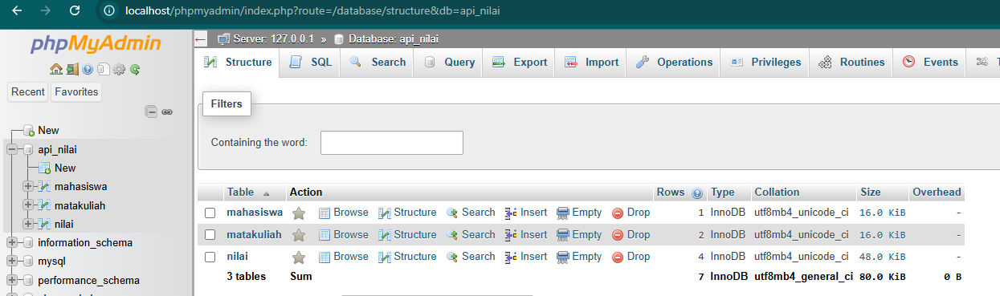 localhost/phpmyadmin/index.php?route=/database/structure&db=api_nilai
phpMyAdmin
Recent Favorites
New
api_nilai
New
mahasiswa
matakuliah
nilai
information_schema
mysql
performance_schema
Server: 127.0.0.1 » Database: api_nilai
Structure SQL Search Query Export Import Operations Privileges Routines Events
Filters
Containing the word:
Table Action Rows Type Collation Size Overhead
mahasiswa Browse Structure Search Insert Empty Drop 1 InnoDB utf8mb4_unicode_ci 16.0 KiB -
matakuliah Browse Structure Search Insert Empty Drop 2 InnoDB utf8mb4_unicode_ci 16.0 KiB -
nilai Browse Structure Search Insert Empty Drop 4 InnoDB utf8mb4_unicode_ci 48.0 KiB -
3 tables Sum 7 InnoDB utf8mb4_general_ci 80.0 KiB 0 B